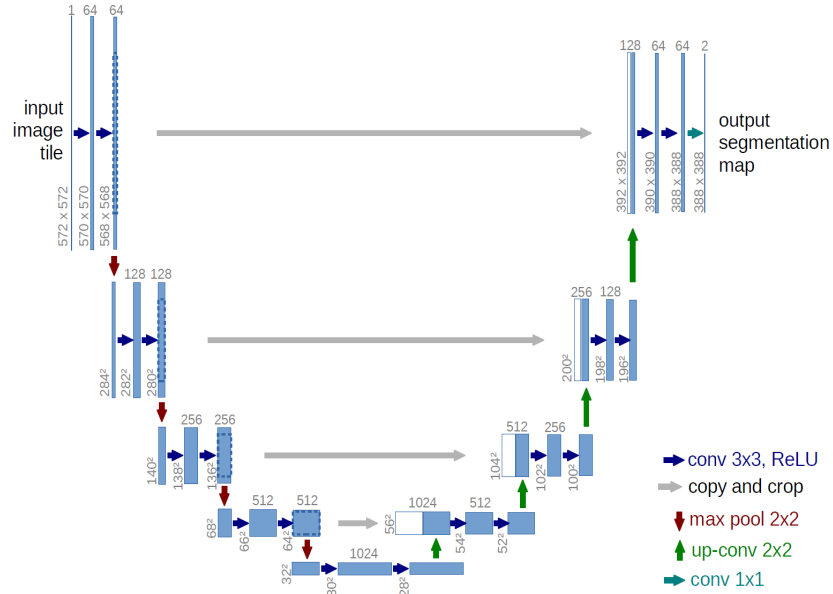 1 64 64
128 64 64 2
input
image
tile
output
segmentation
map
572 x 572
570 x 570
568 x 568
392 x 392
390 x 390
388 x 388
388 x 388
128 128
256 128
284²
282²
280²
200²
198²
196²
256 256
512 256
140²
138²
136²
104²
102²
100²
512 512
1024 512
68²
66²
64²
56²
54²
52²
1024
32²
30²
28²
conv 3x3, ReLU
copy and crop
max pool 2x2
up-conv 2x2
conv 1x1